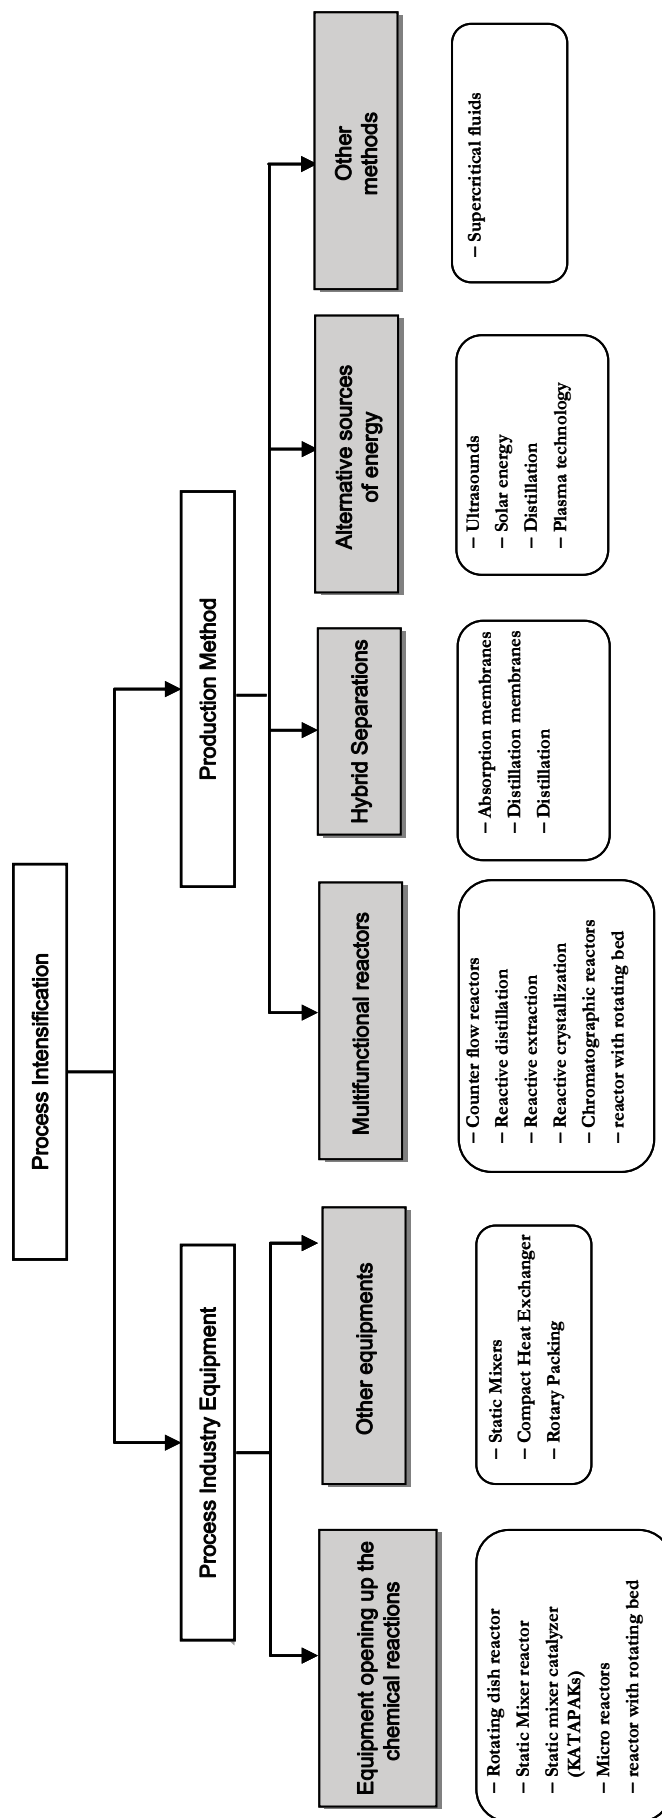 Process Intensification
Process Industry Equipment
Production Method
Equipment opening up the
chemical reactions
Other equipments
Multifunctional reactors
Hybrid Separations
Alternative sources
of energy
Other
methods
– Rotating dish reactor
– Static Mixer reactor
– Static mixer catalyzer
(KATAPAKs)
– Micro reactors
– reactor with rotating bed
– Static Mixers
– Compact Heat Exchanger
– Rotary Packing
– Counter flow reactors
– Reactive distillation
– Reactive extraction
– Reactive crystallization
– Chromatographic reactors
– reactor with rotating bed
– Absorption membranes
– Distillation membranes
– Distillation
– Ultrasounds
– Solar energy
– Distillation
– Plasma technology
– Supercritical fluids